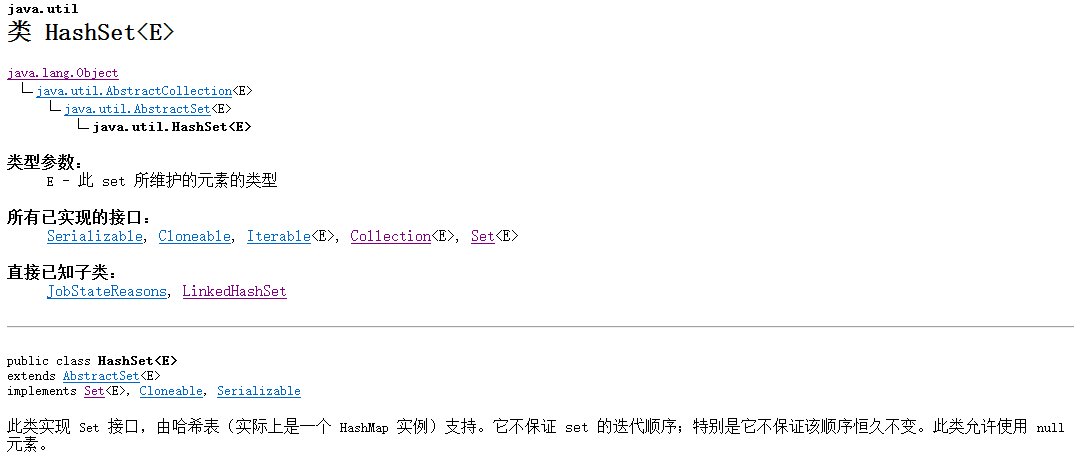 java.util
类 HashSet<E>
java.lang.Object
java.util.AbstractCollection<E>
java.util.AbstractSet<E>
java.util.HashSet<E>
类型参数：
E - 此 set 所维护的元素的类型
所有已实现的接口：
Serializable, Cloneable, Iterable<E>, Collection<E>, Set<E>
直接已知子类：
JobStateReasons, LinkedHashSet
public class HashSet<E>
extends AbstractSet<E>
implements Set<E>, Cloneable, Serializable
此类实现 Set 接口，由哈希表（实际上是一个 HashMap 实例）支持。它不保证 set 的迭代顺序；特别是它不保证该顺序恒久不变。此类允许使用 null
元素。